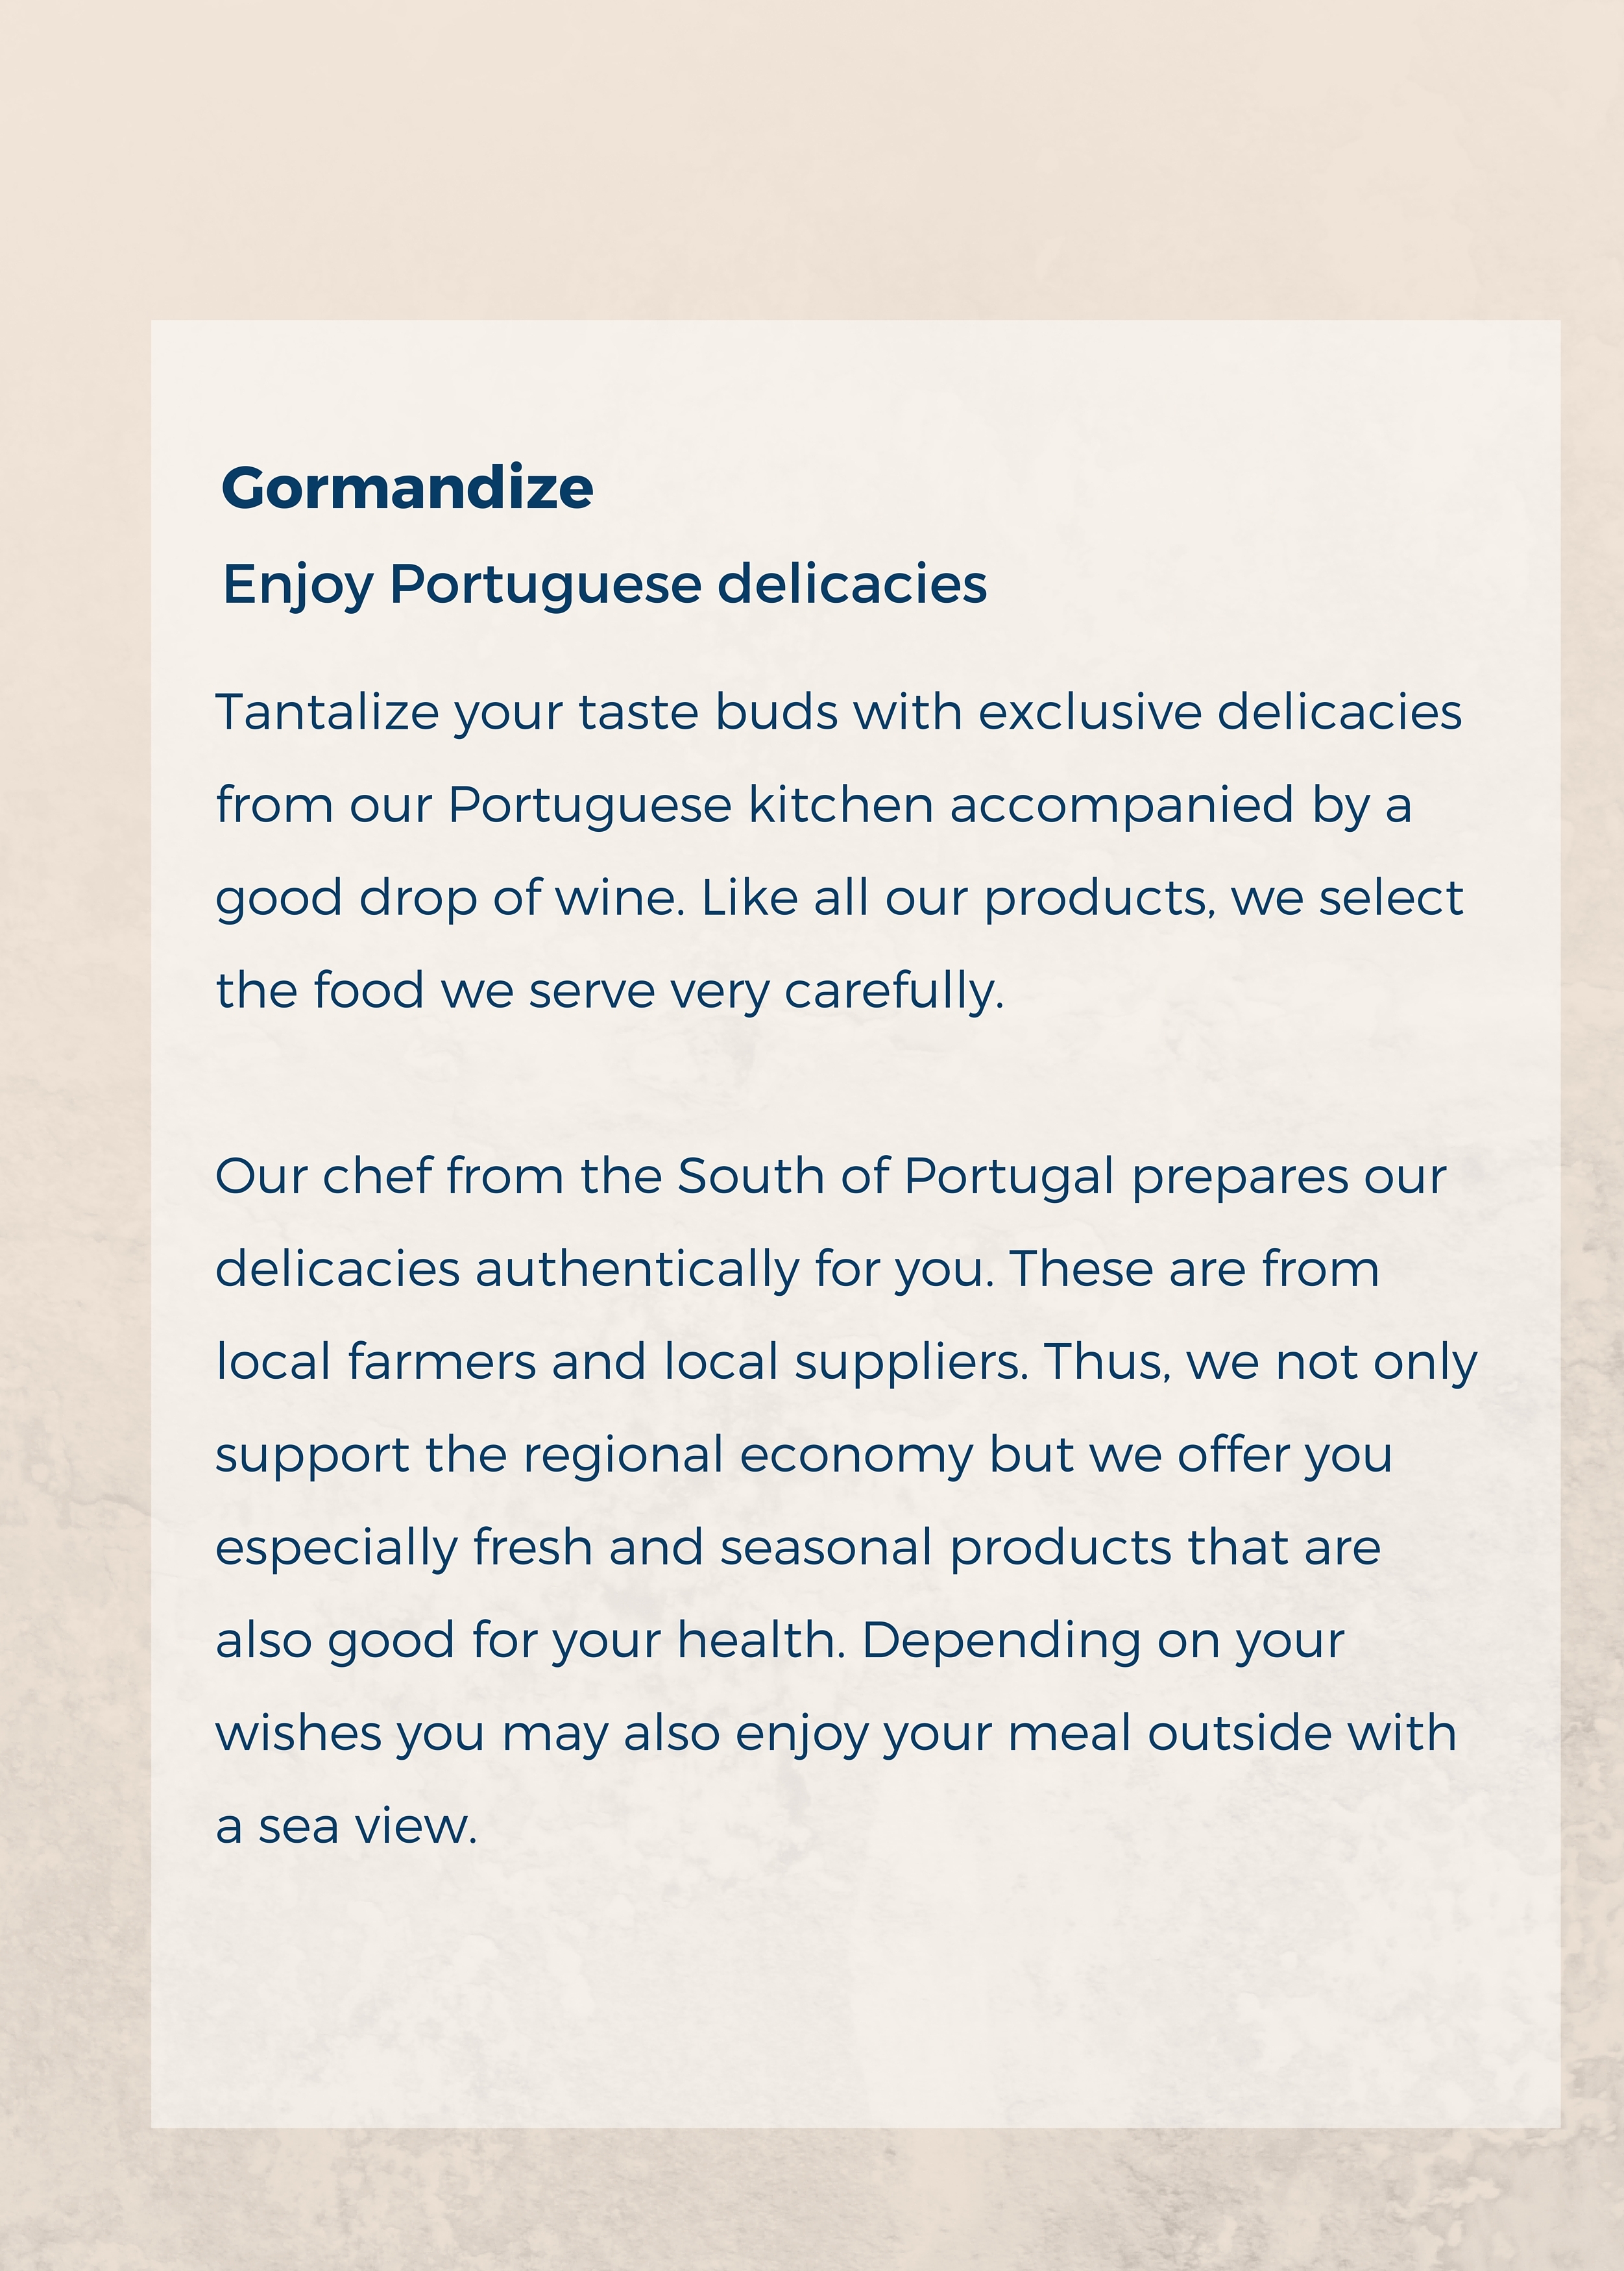 Gormandize
Enjoy Portuguese delicacies
Tantalize your taste buds with exclusive delicacies
from our Portuguese kitchen accompanied by a
good drop of wine. Like all our products, we select
the food we serve very carefully.
Our chef from the South of Portugal prepares our
delicacies authentically for you. These are from
local farmers and local suppliers. Thus, we not only
support the regional economy but we offer you
especially fresh and seasonal products that are
also good for your health. Depending on your
wishes you may also enjoy your meal outside with
a sea view.